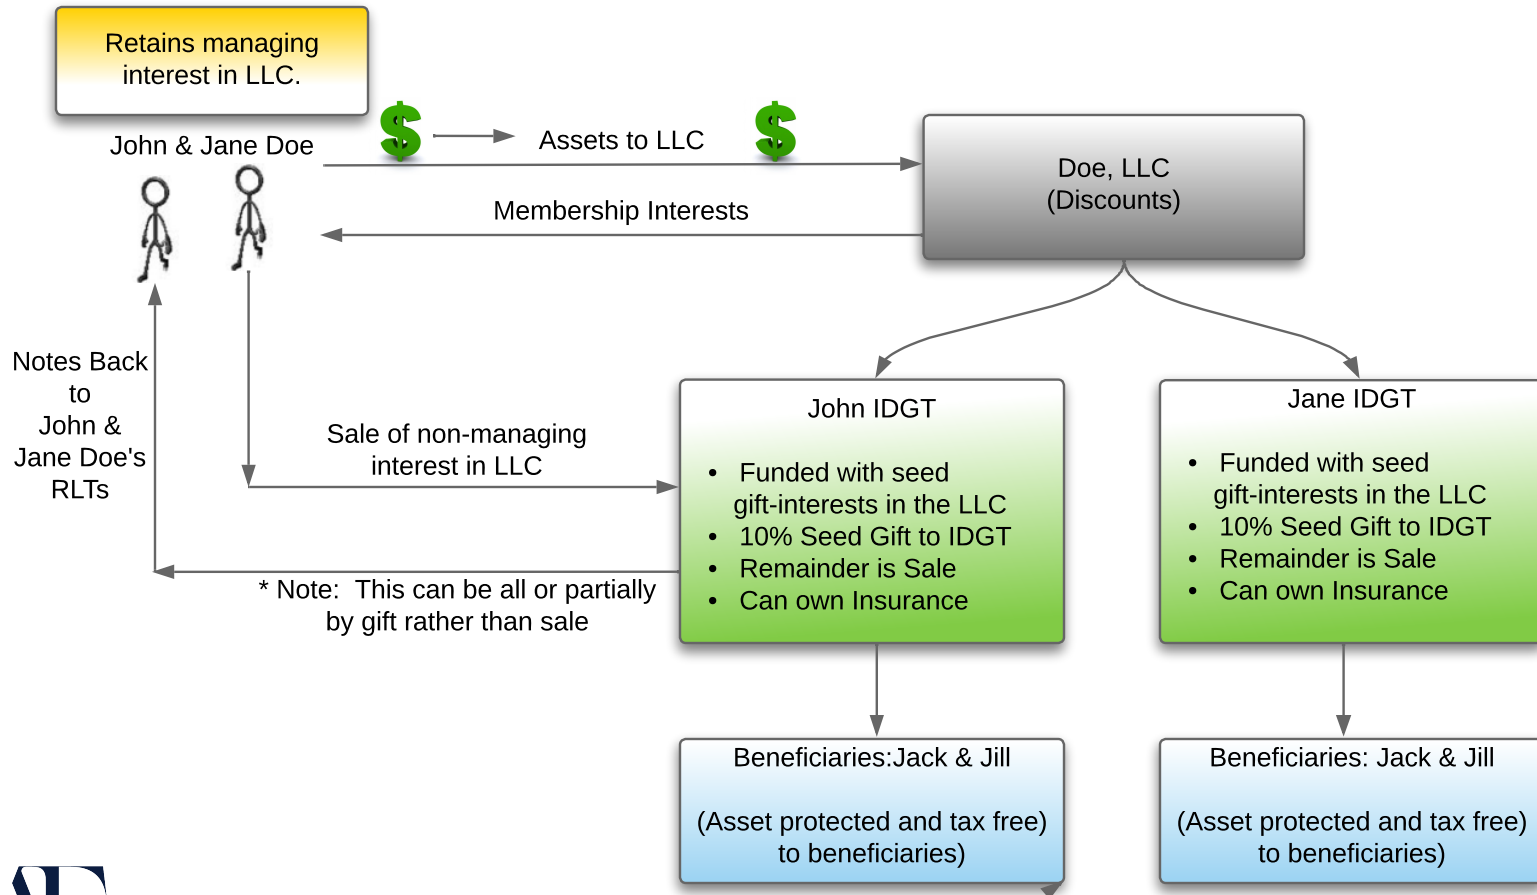 Retains managing
interest in LLC.
John & Jane Doe
Assets to LLC
Membership Interests
Doe, LLC
(Discounts)
Notes Back
to
John &
Jane Doe's
RLTs
Sale of non-managing
interest in LLC
* Note:  This can be all or partially
by gift rather than sale
John IDGT
• Funded with seed
gift-interests in the LLC
• 10% Seed Gift to IDGT
• Remainder is Sale
• Can own Insurance
Jane IDGT
• Funded with seed
gift-interests in the LLC
• 10% Seed Gift to IDGT
• Remainder is Sale
• Can own Insurance
Beneficiaries:Jack & Jill
(Asset protected and tax free)
to beneficiaries)
Beneficiaries: Jack & Jill
(Asset protected and tax free)
to beneficiaries)